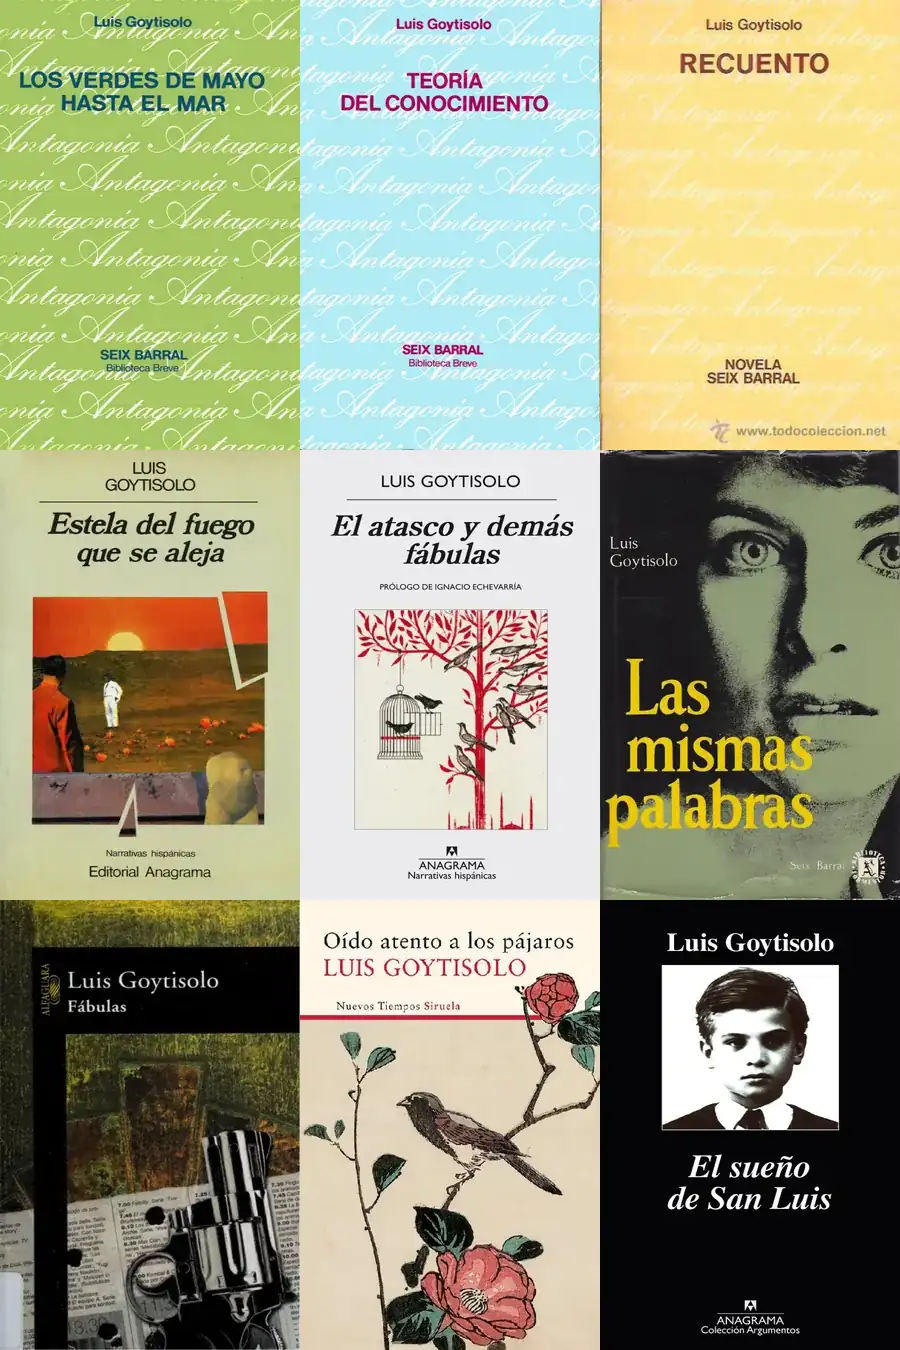 Luis Goytisolo
LOS VERDES DE MAYO
HASTA EL MAR
Antagonía
SEIX BARRAL
Biblioteca Breve
Luis Goytisolo
TEORÍA
DEL CONOCIMIENTO
Antagonía
SEIX BARRAL
Biblioteca Breve
Luis Goytisolo
RECUENTO
Antagonía
NOVELA
SEIX BARRAL
www.todocoleccion.net
LUIS
GOYTISOLO
Estela del fuego
que se aleja
Narrativas hispánicas
Editorial Anagrama
LUIS GOYTISOLO
El atasco y demás
fábulas
PRÓLOGO DE IGNACIO ECHEVARRÍA
ANAGRAMA
Narrativas hispánicas
Luis
Goytisolo
Las
mismas
palabras
Seix Barral
ALFAGUARA
Luis Goytisolo
Fábulas
Oído atento a los pájaros
LUIS GOYTISOLO
Nuevos Tiempos Siruela
Luis Goytisolo
El sueño
de San Luis
ANAGRAMA
Colección Argumentos